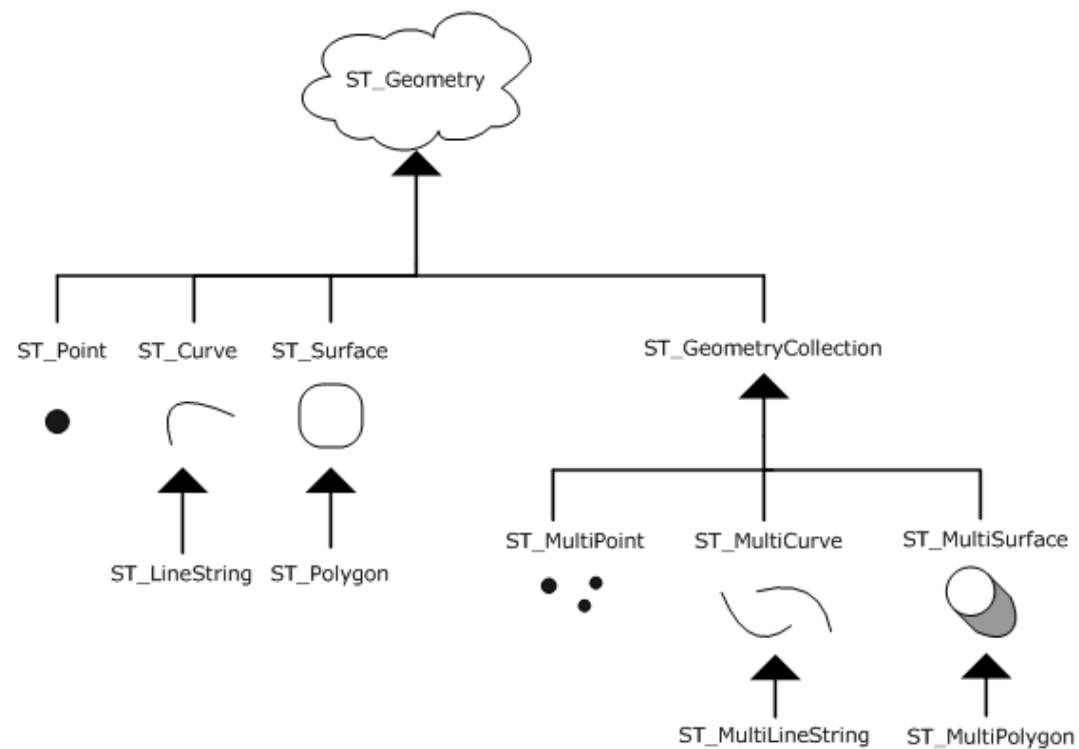 ST_Geometry
ST_Point
ST_Curve
ST_Surface
ST_GeometryCollection
ST_LineString
ST_Polygon
ST_MultiPoint
ST_MultiCurve
ST_MultiSurface
ST_MultiLineString
ST_MultiPolygon